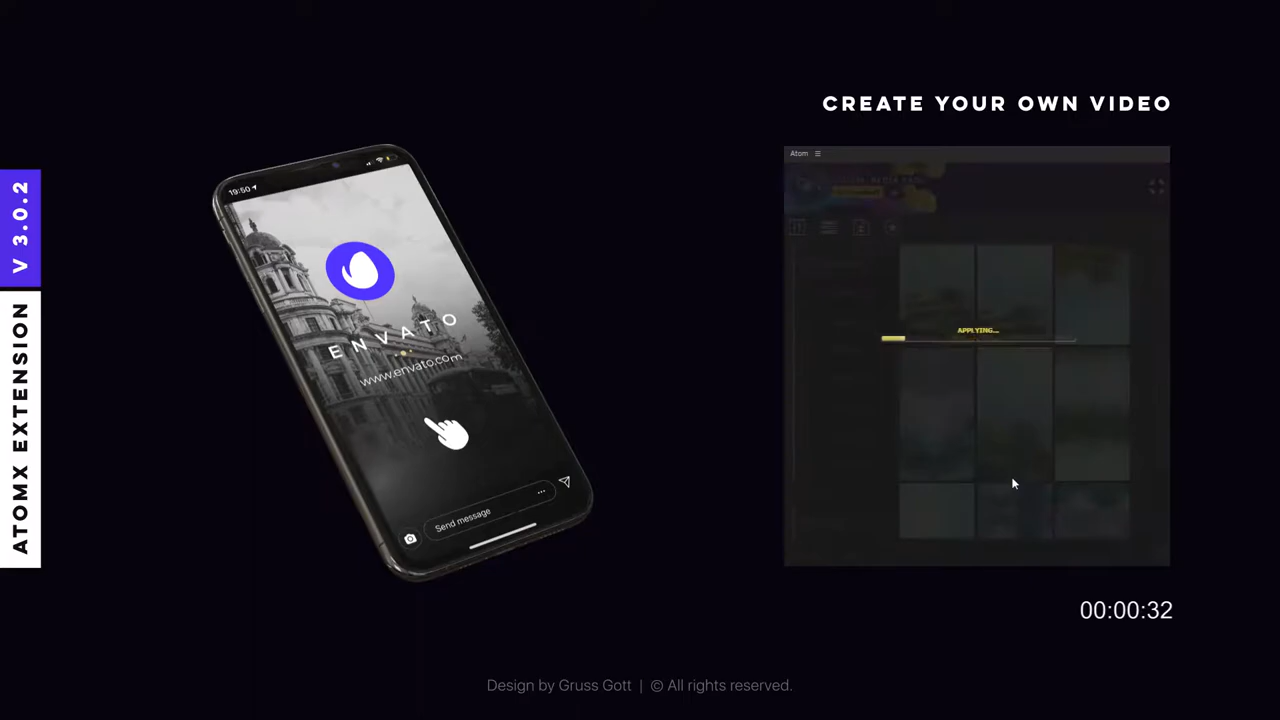 CREATE YOUR OWN VIDEO
V 3.0.2
ATOMX EXTENSION
19:50
ENVATO
www.envato.com
Send message
Atom
APPLYING...
00:00:32
Design by Gruss Gott | © All rights reserved.